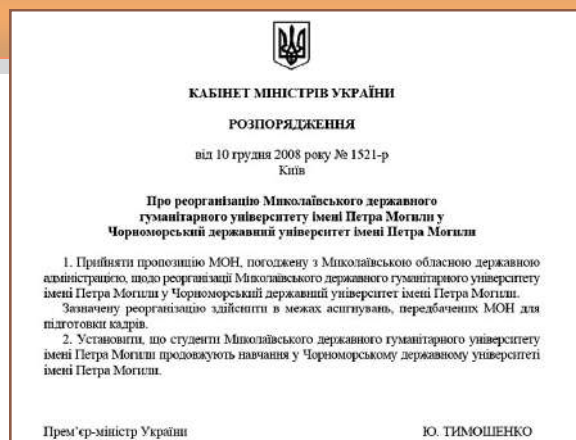 КАБІНЕТ МІНІСТРІВ УКРАЇНИ
РОЗПОРЯДЖЕННЯ
від 10 грудня 2008 року № 1521-р
Київ
Про реорганізацію Миколаївського державного
гуманітарного університету імені Петра Могили у
Чорноморський державний університет імені Петра Могили
1. Прийняти пропозицію МОН, погоджену з Миколаївською обласною державною
адміністрацією, щодо реорганізації Миколаївського державного гуманітарного університету
імені Петра Могили у Чорноморський державний університет імені Петра Могили.
Зазначену реорганізацію здійснити в межах асигнувань, передбачених МОН для
підготовки кадрів.
2. Установити, що студенти Миколаївського державного гуманітарного університету
імені Петра Могили продовжують навчання у Чорноморському державному університеті
імені Петра Могили.
Прем’єр-міністр України Ю. ТИМОШЕНКО